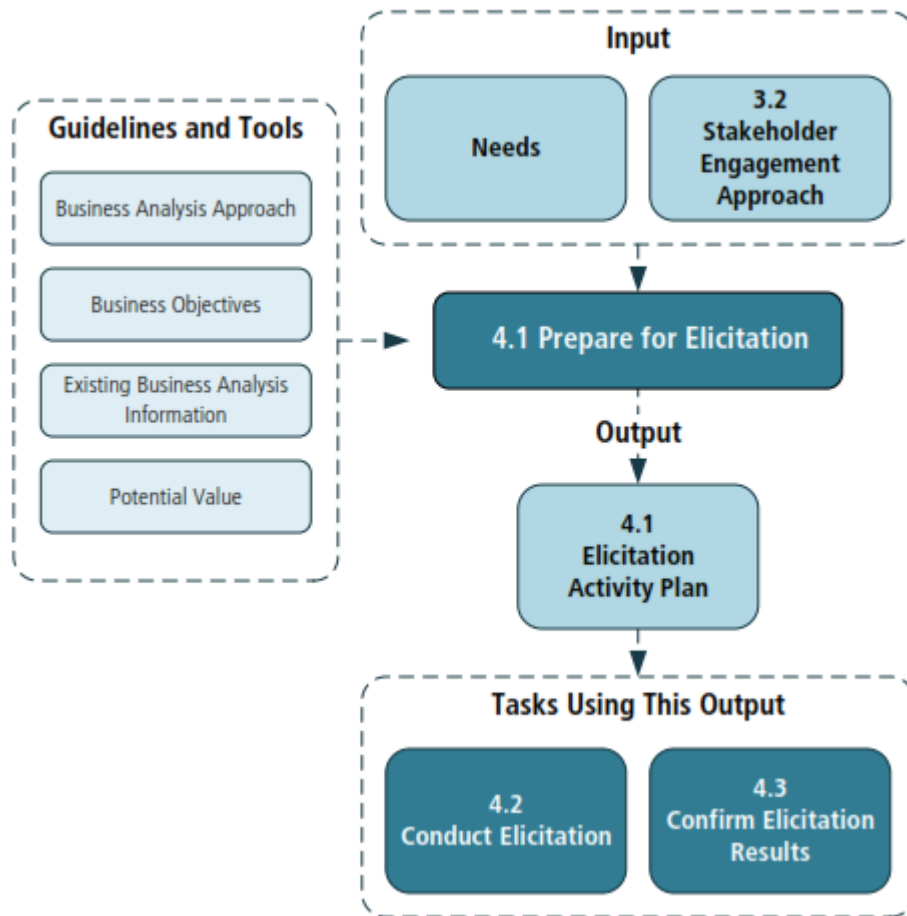 Input
Needs
3.2
Stakeholder
Engagement
Approach
Guidelines and Tools
Business Analysis Approach
Business Objectives
Existing Business Analysis
Information
Potential Value
4.1 Prepare for Elicitation
Output
4.1
Elicitation
Activity Plan
Tasks Using This Output
4.2
Conduct Elicitation
4.3
Confirm Elicitation
Results